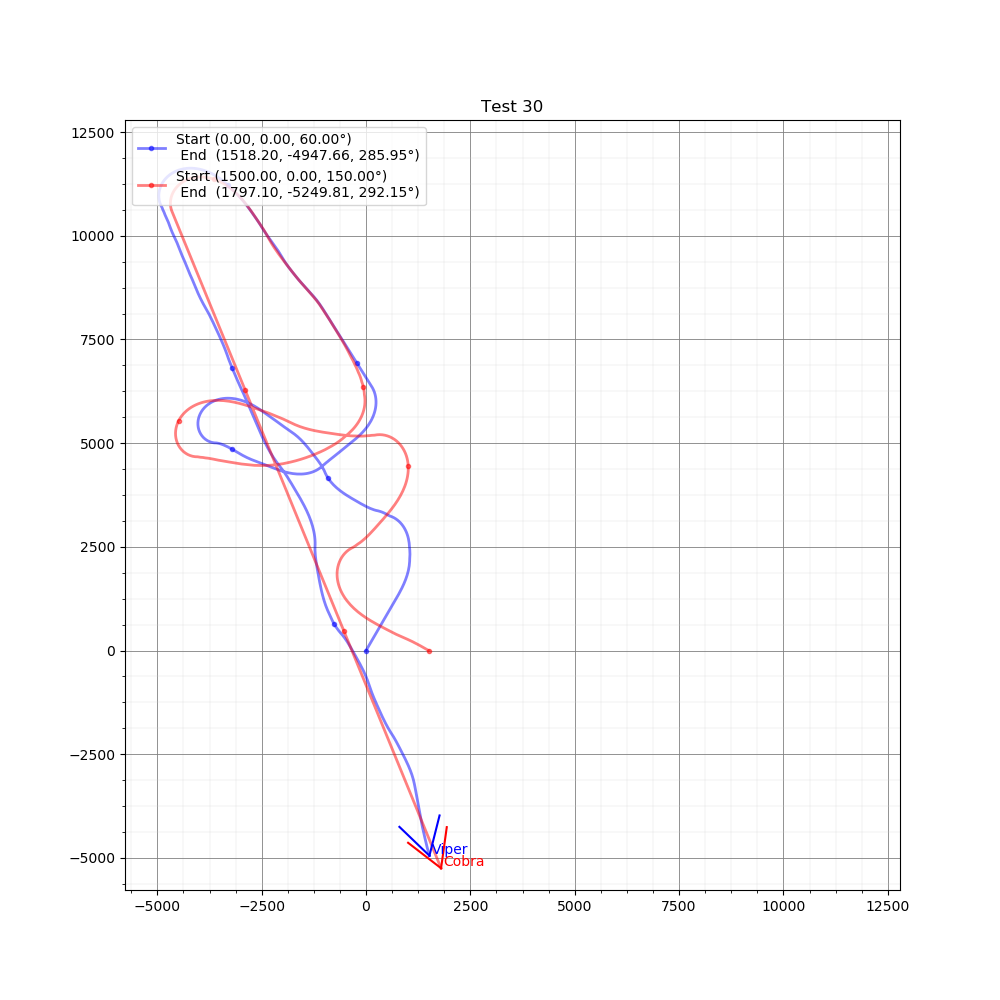 Test 30
Start (0.00, 0.00, 60.00°)
End (1518.20, -4947.66, 285.95°)
Start (1500.00, 0.00, 150.00°)
End (1797.10, -5249.81, 292.15°)
12500
10000
7500
5000
2500
0
−2500
−5000
Viper
Cobra
−5000 −2500 0 2500 5000 7500 10000 12500